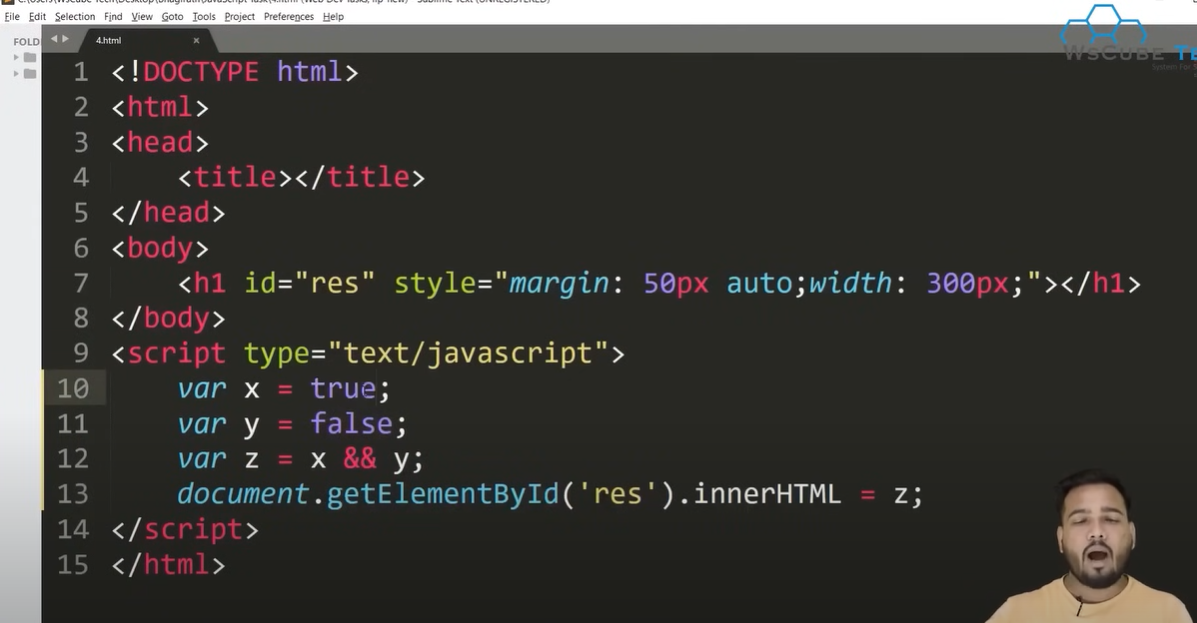 File Edit Selection Find View Goto Tools Project Preferences Help
FOLD
4.html ×
WsCube Te
1 <!DOCTYPE html>
2 <html>
3 <head>
4 <title></title>
5 </head>
6 <body>
7 <h1 id="res" style="margin: 50px auto;width: 300px;"></h1>
8 </body>
9 <script type="text/javascript">
10 var x = true;
11 var y = false;
12 var z = x && y;
13 document.getElementById('res').innerHTML = z;
14 </script>
15 </html>